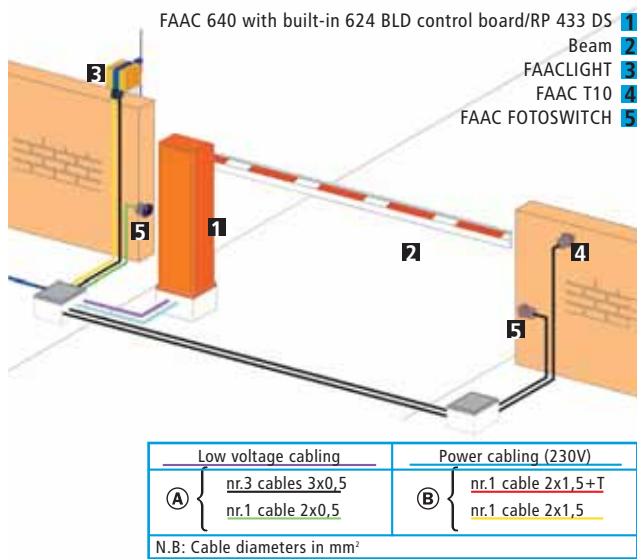 FAAC 640 with built-in 624 BLD control board/RP 433 DS 1
Beam 2
FAACLIGHT 3
FAAC T10 4
FAAC FOTOSWITCH 5
3
5
1
2
4
5
Low voltage cabling
Power cabling (230V)
A { nr.3 cables 3x0,5
nr.1 cable 2x0,5
B { nr.1 cable 2x1,5+T
nr.1 cable 2x1,5
N.B: Cable diameters in mm²